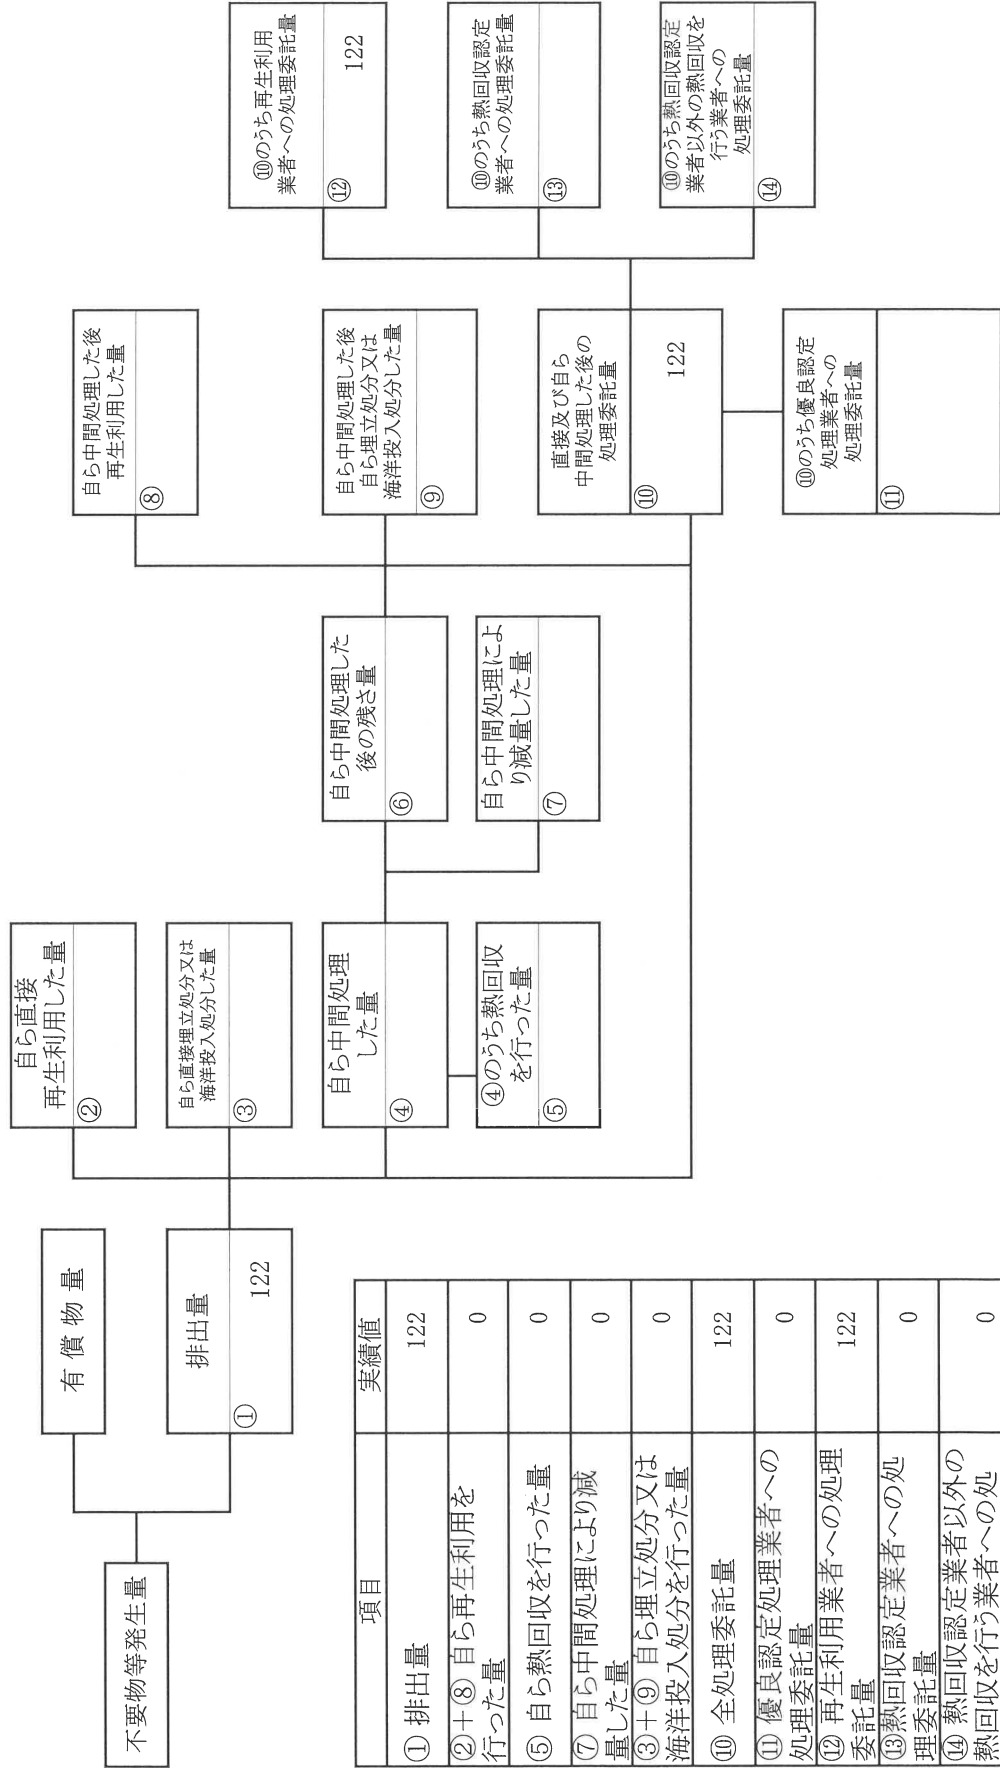 不要物等発生量
有償物量
排出量
①
122
自ら直接
再生利用した量
②
自ら直接埋立処分又は
海洋投入処分した量
③
自ら中間処理
した量
④
④のうち熱回収
を行った量
⑤
自ら中間処理した
後の残さ量
⑥
自ら中間処理によ
り減量した量
⑦
自ら中間処理した後
再生利用した量
⑧
自ら中間処理した後
自ら埋立処分又は
海洋投入処分した量
⑨
直接及び自ら
中間処理した後の
処理委託量
⑩
122
⑩のうち優良認定
処理業者への
処理委託量
⑪
⑩のうち再生利用
業者への処理委託量
⑫
122
⑩のうち熱回収認定
業者への処理委託量
⑬
⑩のうち熱回収認定
業者以外の熱回収を
行う業者への
処理委託量
⑭
項目 実績値
① 排出量 122
②+⑧ 自ら再生利用を
行った量 0
⑤ 自ら熱回収を行った量 0
⑦ 自ら中間処理により減
量した量 0
③+⑨ 自ら埋立処分又は
海洋投入処分を行った量 0
⑩ 全処理委託量 122
⑪ 優良認定処理業者への
処理委託量 0
⑫ 再生利用業者への処理
委託量 122
⑬熱回収認定業者への処
理委託量 0
⑭ 熱回収認定業者以外の
熱回収を行う業者への処 0